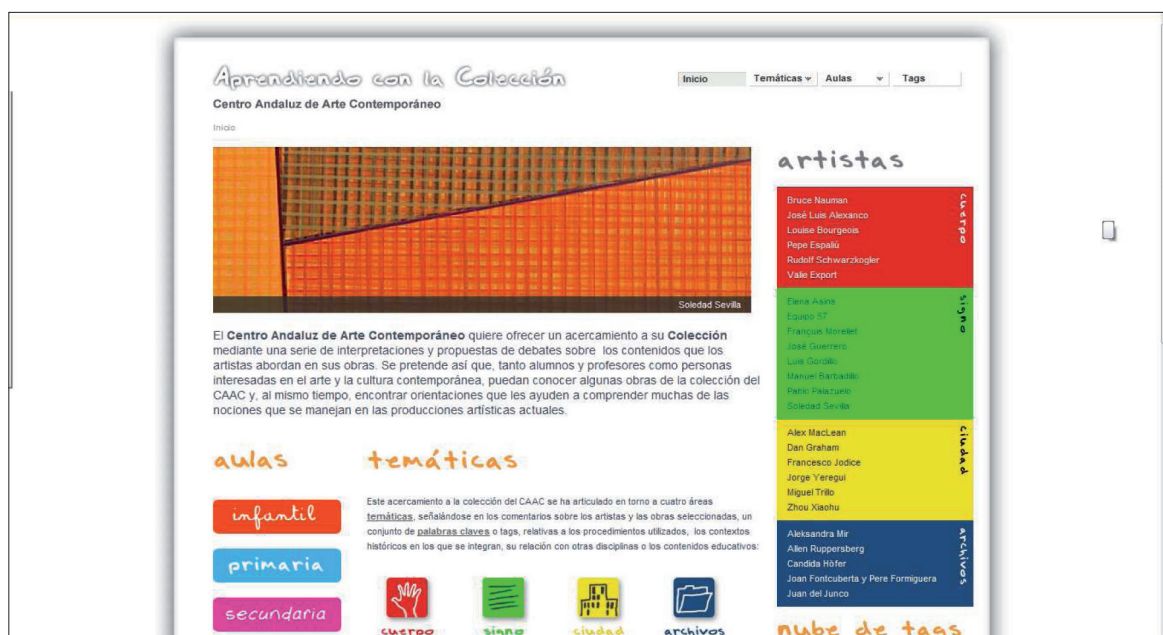 Aprendiendo con la Colección
Centro Andaluz de Arte Contemporáneo
Inicio Temáticas Aulas Tags
Inicio
Soledad Sevilla
El Centro Andaluz de Arte Contemporáneo quiere ofrecer un acercamiento a su Colección
mediante una serie de interpretaciones y propuestas de debates sobre los contenidos que los
artistas abordan en sus obras. Se pretende así que, tanto alumnos y profesores como personas
interesadas en el arte y la cultura contemporánea, puedan conocer algunas obras de la colección del
CAAC y, al mismo tiempo, encontrar orientaciones que les ayuden a comprender muchas de las
nociones que se manejan en las producciones artísticas actuales.
aulas
infantil
primaria
secundaria
temáticas
Este acercamiento a la colección del CAAC se ha articulado en torno a cuatro áreas
temáticas, señalándose en los comentarios sobre los artistas y las obras seleccionadas, un
conjunto de palabras claves o tags, relativas a los procedimientos utilizados, los contextos
históricos en los que se integran, su relación con otras disciplinas o los contenidos educativos:
cuerpo signo ciudad archivos
artistas
cuerpo
Bruce Nauman
José Luis Alexanco
Louise Bourgeois
Pepe Espaliú
Rudolf Schwarzkogler
Valie Export
signo
Elena Asins
Equipo 57
François Morellet
José Guerrero
Luis Gordillo
Manuel Barbadillo
Pablo Palazuelo
Soledad Sevilla
ciudad
Alex MacLean
Dan Graham
Francesco Jodice
Jorge Yeregui
Miguel Trillo
Zhou Xiaohu
archivos
Aleksandra Mir
Allen Ruppersberg
Candida Höfer
Joan Fontcuberta y Pere Formiguera
Juan del Junco
nube de tags